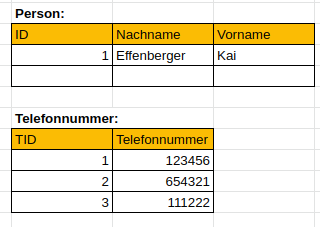 Person:
ID Nachname Vorname
1 Effenberger Kai
Telefonnummer:
TID Telefonnummer
1 123456
2 654321
3 111222